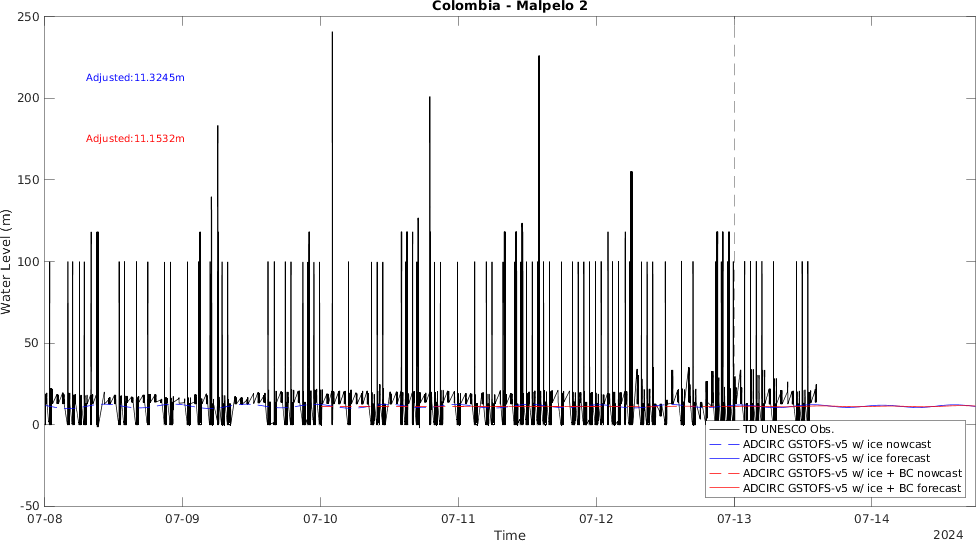 Colombia - Malpelo 2
250
200
150
100
50
0
-50
Water Level (m)
Adjusted:11.3245m
Adjusted:11.1532m
TD UNESCO Obs.
ADCIRC GSTOFS-v5 w/ ice nowcast
ADCIRC GSTOFS-v5 w/ ice forecast
ADCIRC GSTOFS-v5 w/ ice + BC nowcast
ADCIRC GSTOFS-v5 w/ ice + BC forecast
07-08 07-09 07-10 07-11 07-12 07-13 07-14
Time
2024